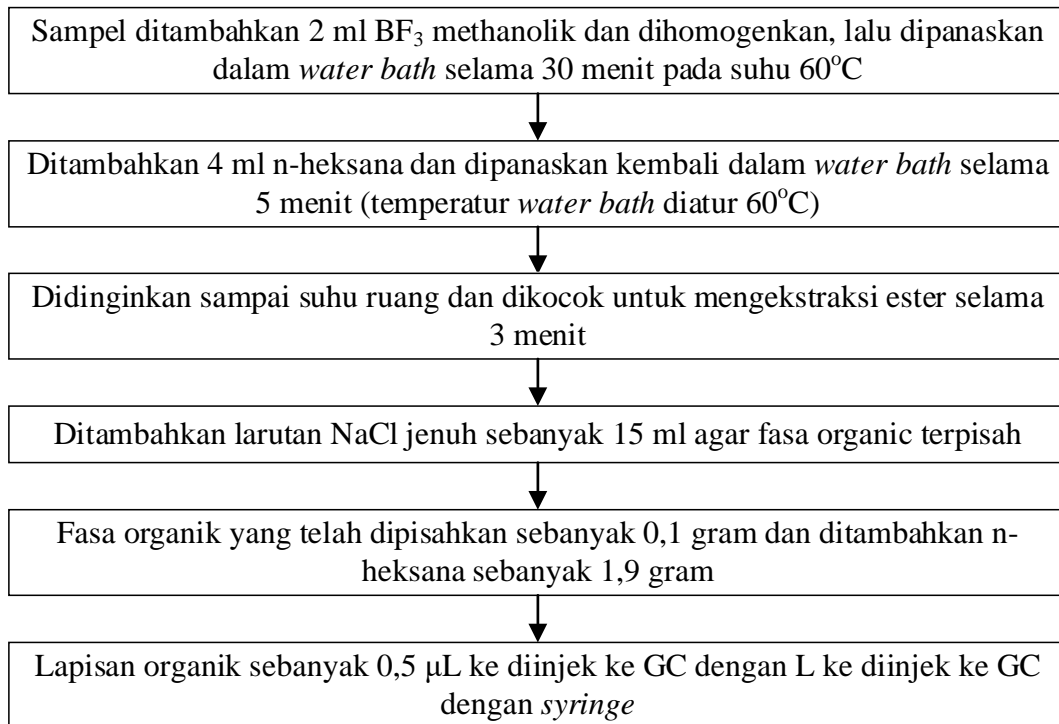 Sampel ditambahkan 2 ml BF₃ methanolik dan dihomogenkan, lalu dipanaskan
dalam water bath selama 30 menit pada suhu 60°C
Ditambahkan 4 ml n-heksana dan dipanaskan kembali dalam water bath selama
5 menit (temperatur water bath diatur 60°C)
Didinginkan sampai suhu ruang dan dikocok untuk mengekstraksi ester selama
3 menit
Ditambahkan larutan NaCl jenuh sebanyak 15 ml agar fasa organic terpisah
Fasa organik yang telah dipisahkan sebanyak 0,1 gram dan ditambahkan n-
heksana sebanyak 1,9 gram
Lapisan organik sebanyak 0,5 µL ke diinjek ke GC dengan L ke diinjek ke GC
dengan syringe